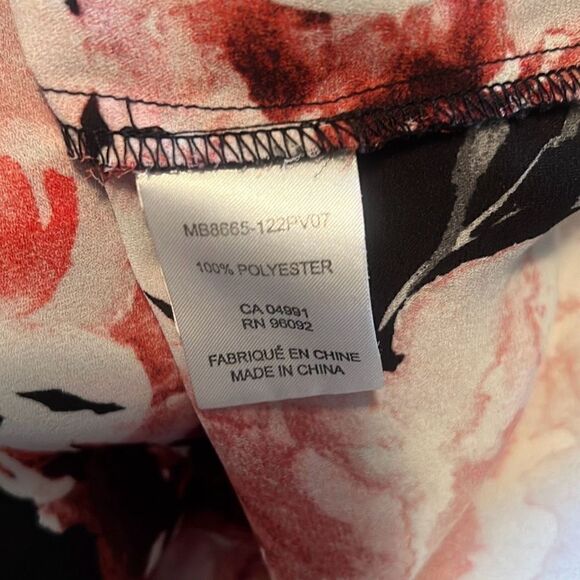 MB8665-122PV07
100% POLYESTER
CA 04991
RN 96092
FABRIQUÉ EN CHINE
MADE IN CHINA